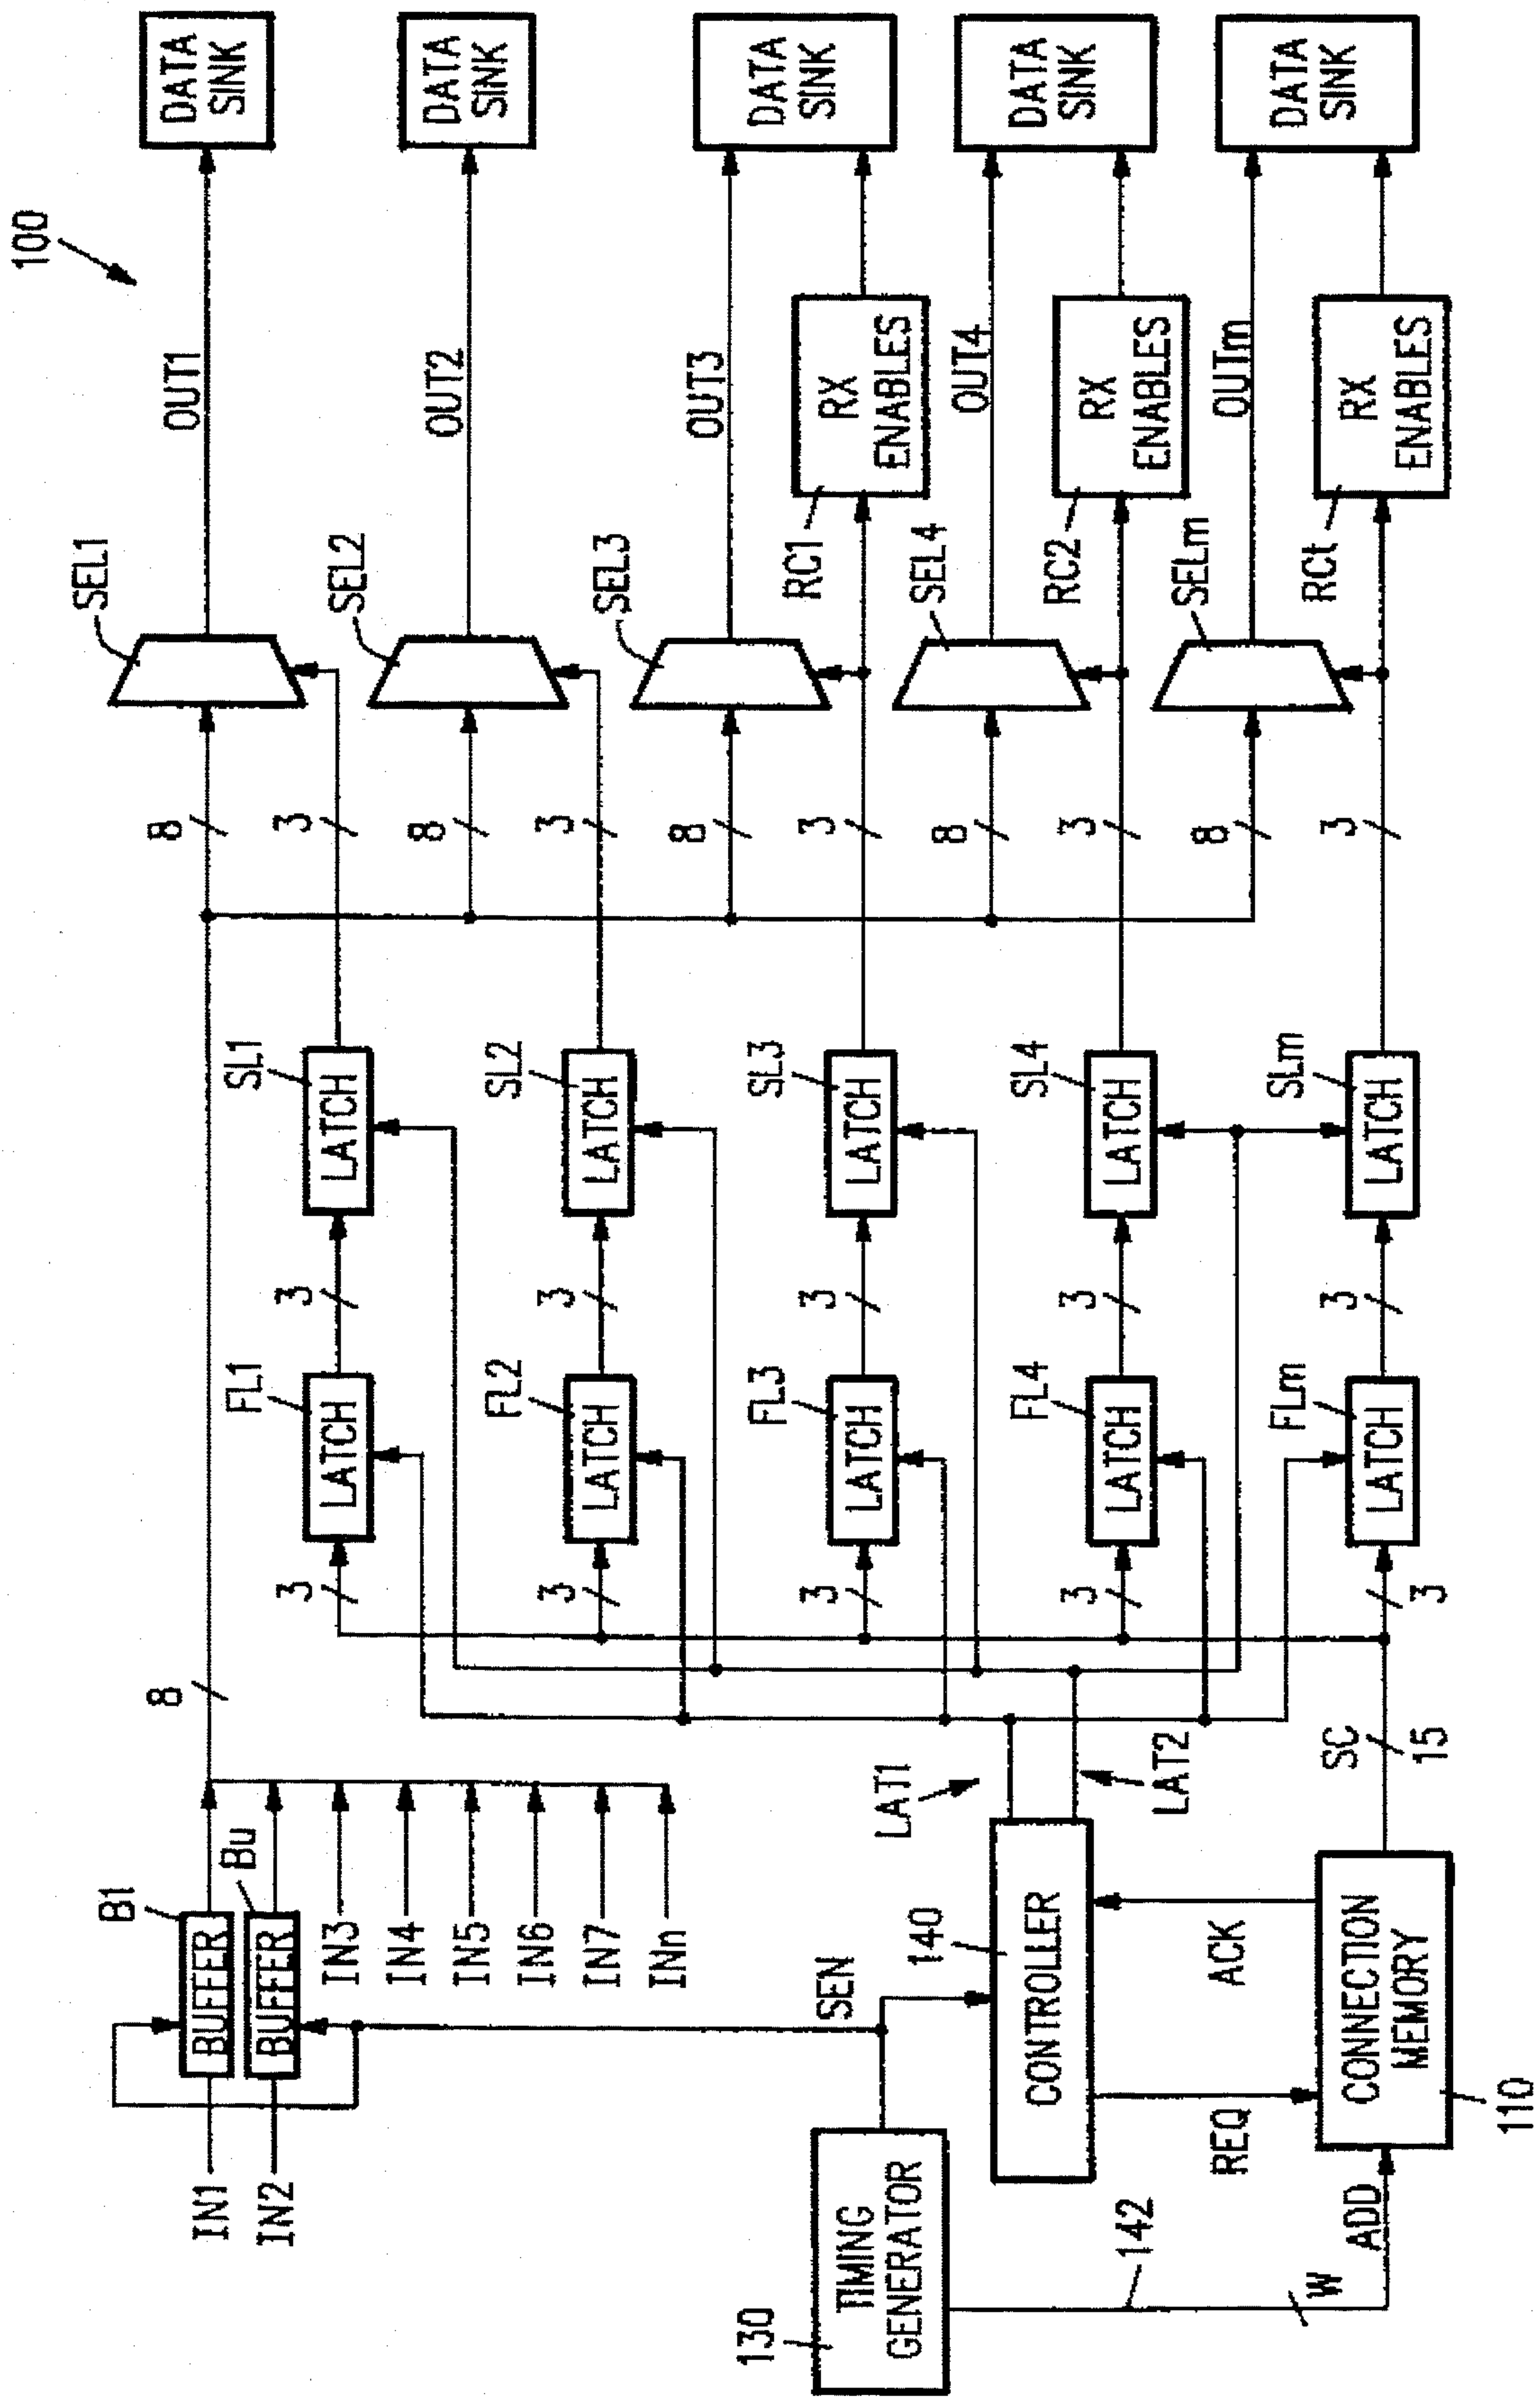 100
DATA
SINK
DATA
SINK
DATA
SINK
DATA
SINK
DATA
SINK
OUT1
OUT2
OUT3
OUT4
OUTm
RX
ENABLES
RX
ENABLES
RX
ENABLES
RC1
RC2
RCt
SEL1
SEL2
SEL3
SEL4
SELm
8
3
8
3
8
3
8
3
8
3
SL1
LATCH
SL2
LATCH
SL3
LATCH
SL4
LATCH
SLm
LATCH
3
3
3
3
3
FL1
LATCH
FL2
LATCH
FL3
LATCH
FL4
LATCH
FLm
LATCH
3
3
3
3
3
8
LAT1
LAT2
SC
15
B1
BUFFER
Bu
BUFFER
IN1
IN2
IN3
IN4
IN5
IN6
IN7
INn
SEN
140
CONTROLLER
ACK
REQ
CONNECTION
MEMORY
110
130
TIMING
GENERATOR
142
W
ADD